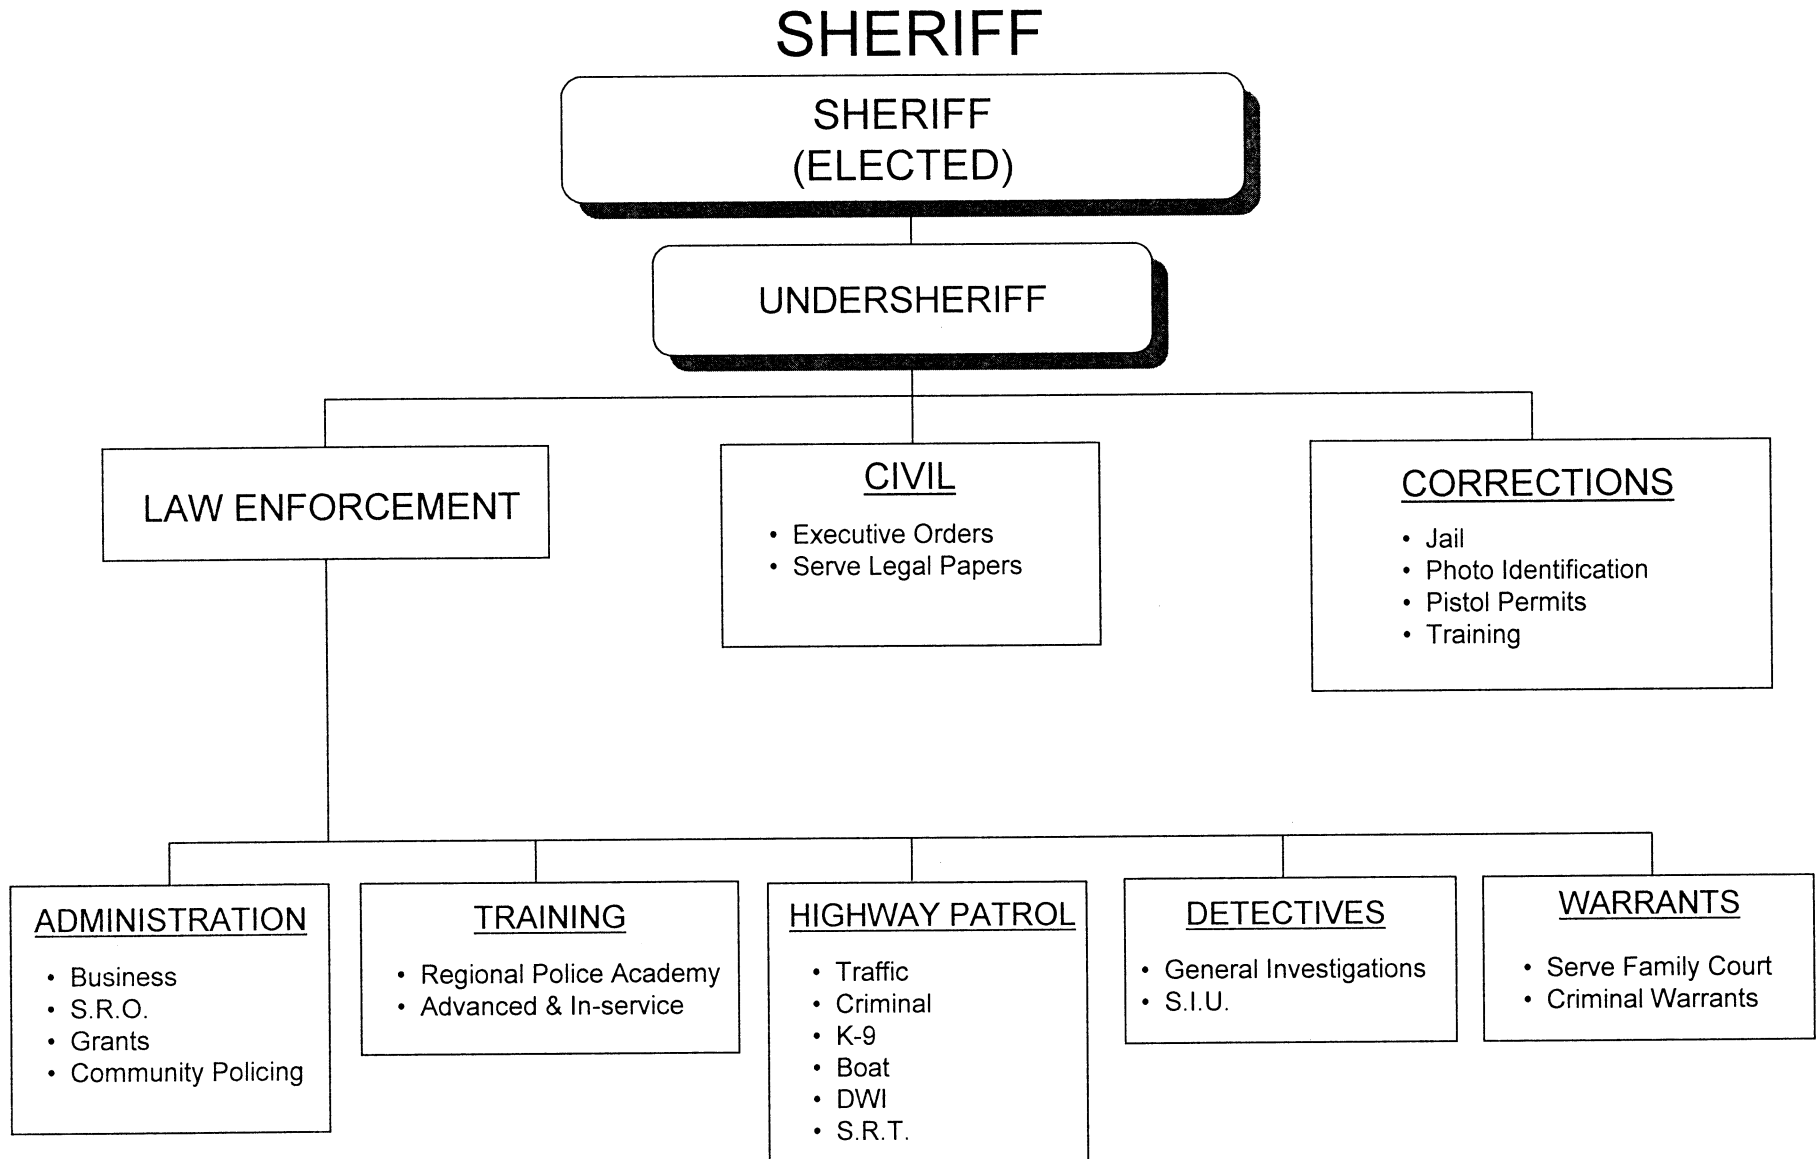 SHERIFF
SHERIFF
(ELECTED)
UNDERSHERIFF
LAW ENFORCEMENT
CIVIL
• Executive Orders
• Serve Legal Papers
CORRECTIONS
• Jail
• Photo Identification
• Pistol Permits
• Training
ADMINISTRATION
• Business
• S.R.O.
• Grants
• Community Policing
TRAINING
• Regional Police Academy
• Advanced & In-service
HIGHWAY PATROL
• Traffic
• Criminal
• K-9
• Boat
• DWI
• S.R.T.
DETECTIVES
• General Investigations
• S.I.U.
WARRANTS
• Serve Family Court
• Criminal Warrants